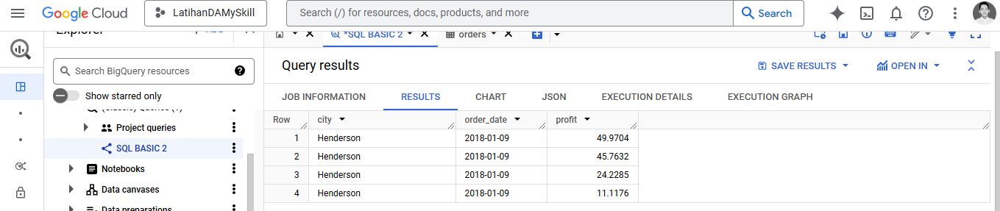 Google Cloud
LatihanDAMySkill
Search (/) for resources, docs, products, and more
Search
Explorer
+ ADD
*SQL BASIC 2
orders
Search BigQuery resources
Show starred only
(Classic) Queries (1)
Project queries
SQL BASIC 2
Notebooks
Data canvases
Data preparations
Query results
SAVE RESULTS
OPEN IN
JOB INFORMATION RESULTS CHART JSON EXECUTION DETAILS EXECUTION GRAPH
Row city order_date profit
1 Henderson 2018-01-09 49.9704
2 Henderson 2018-01-09 45.7632
3 Henderson 2018-01-09 24.2285
4 Henderson 2018-01-09 11.1176